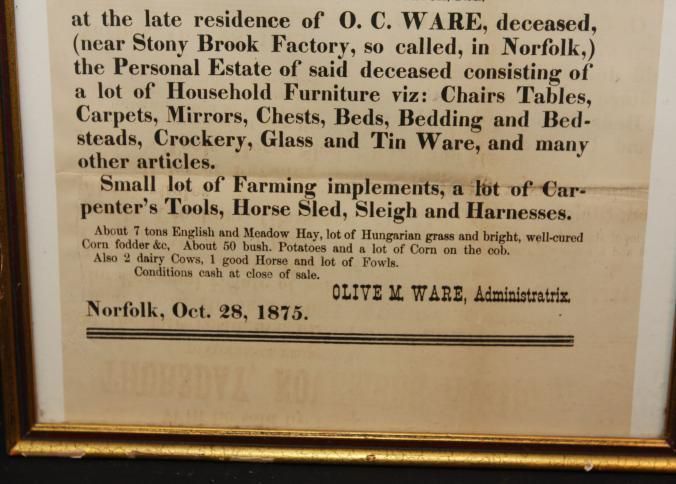 at the late residence of O. C. WARE, deceased,
(near Stony Brook Factory, so called, in Norfolk,)
the Personal Estate of said deceased consisting of
a lot of Household Furniture viz: Chairs Tables,
Carpets, Mirrors, Chests, Beds, Bedding and Bed-
steads, Crockery, Glass and Tin Ware, and many
other articles.
Small lot of Farming implements, a lot of Car-
penter's Tools, Horse Sled, Sleigh and Harnesses.
About 7 tons English and Meadow Hay, lot of Hungarian grass and bright, well-cured
Corn fodder &c, About 50 bush. Potatoes and a lot of Corn on the cob.
Also 2 dairy Cows, 1 good Horse and lot of Fowls.
Conditions cash at close of sale.
OLIVE M. WARE, Administratrix.
Norfolk, Oct. 28, 1875.